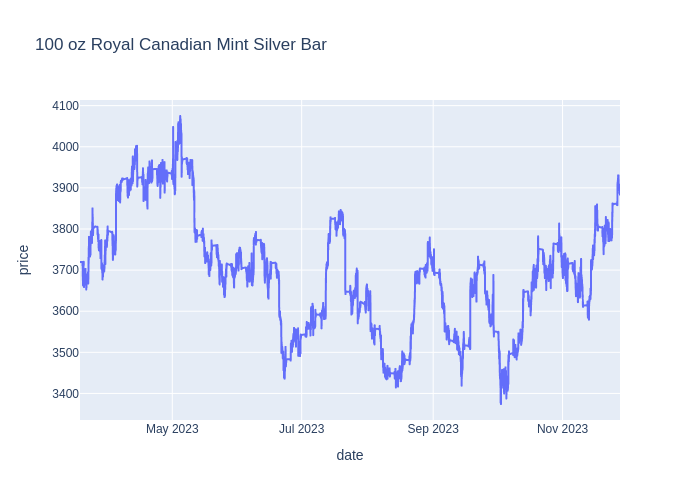 100 oz Royal Canadian Mint Silver Bar
4100
4000
3900
3800
3700
3600
3500
3400
price
May 2023
Jul 2023
Sep 2023
Nov 2023
date